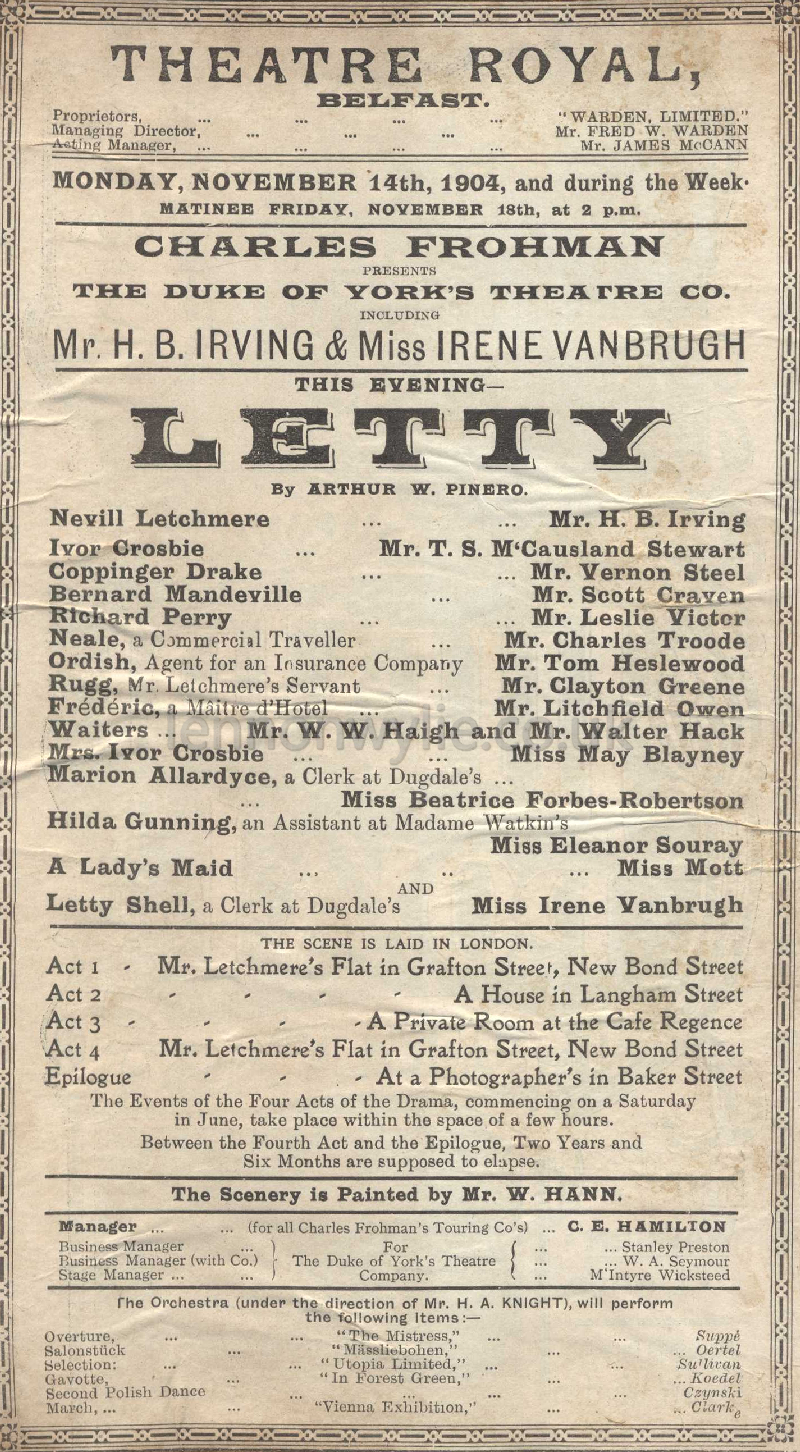 THEATRE ROYAL,
BELFAST.
Proprietors, ... ... ... ... "WARDEN, LIMITED."
Managing Director, ... ... ... Mr. FRED W. WARDEN
Acting Manager, ... ... ... ... Mr. JAMES McCANN
MONDAY, NOVEMBER 14th, 1904, and during the Week.
MATINEE FRIDAY, NOVEMBER 18th, at 2 p.m.
CHARLES FROHMAN
PRESENTS
THE DUKE OF YORK'S THEATRE CO.
INCLUDING
Mr. H. B. IRVING & Miss IRENE VANBRUGH
THIS EVENING—
LETTY
By ARTHUR W. PINERO.
Nevill Letchmere ... ... Mr. H. B. Irving
Ivor Crosbie ... Mr. T. S. M'Causland Stewart
Coppinger Drake ... ... Mr. Vernon Steel
Bernard Mandeville ... Mr. Scott Craven
Richard Perry ... ... Mr. Leslie Victor
Neale, a Commercial Traveller ... Mr. Charles Troode
Ordish, Agent for an Insurance Company Mr. Tom Heslewood
Rugg, Mr. Letchmere's Servant ... Mr. Clayton Greene
Frédéric, a Mâitre d'Hotel ... Mr. Litchfield Owen
Waiters ... Mr. W. W. Haigh and Mr. Walter Hack
Mrs. Ivor Crosbie ... ... Miss May Blayney
Marion Allardyce, a Clerk at Dugdale's ...
... Miss Beatrice Forbes-Robertson
Hilda Gunning, an Assistant at Madame Watkin's
Miss Eleanor Souray
A Lady's Maid ... .. ... Miss Mott
AND
Letty Shell, a Clerk at Dugdale's Miss Irene Vanbrugh
THE SCENE IS LAID IN LONDON.
Act 1 - Mr. Letchmere's Flat in Grafton Street, New Bond Street
Act 2 - - - - A House in Langham Street
Act 3 - - - - A Private Room at the Cafe Regence
Act 4 Mr. Letchmere's Flat in Grafton Street, New Bond Street
Epilogue - - - At a Photographer's in Baker Street
The Events of the Four Acts of the Drama, commencing on a Saturday
in June, take place within the space of a few hours.
Between the Fourth Act and the Epilogue, Two Years and
Six Months are supposed to elapse.
The Scenery is Painted by Mr. W. HANN.
Manager ... ... (for all Charles Frohman's Touring Co's) ... C. E. HAMILTON
Business Manager ... For ... ... Stanley Preston
Business Manager (with Co.) The Duke of York's Theatre ... ... W. A. Seymour
Stage Manager ... ... Company. ... M'Intyre Wicksteed
The Orchestra (under the direction of Mr. H. A. KNIGHT), will perform
the following Items:—
Overture, ... ... "The Mistress," ... ... Suppé
Salonstück ... "Mässliebohen," ... ... Oertel
Selection: ... ... "Utopia Limited," ... ... Sullivan
Gavotte, ... "In Forest Green," ... ... Koedel
Second Polish Dance ... ... ... ... Czynski
March, ... ... "Vienna Exhibition," ... ... Clarke